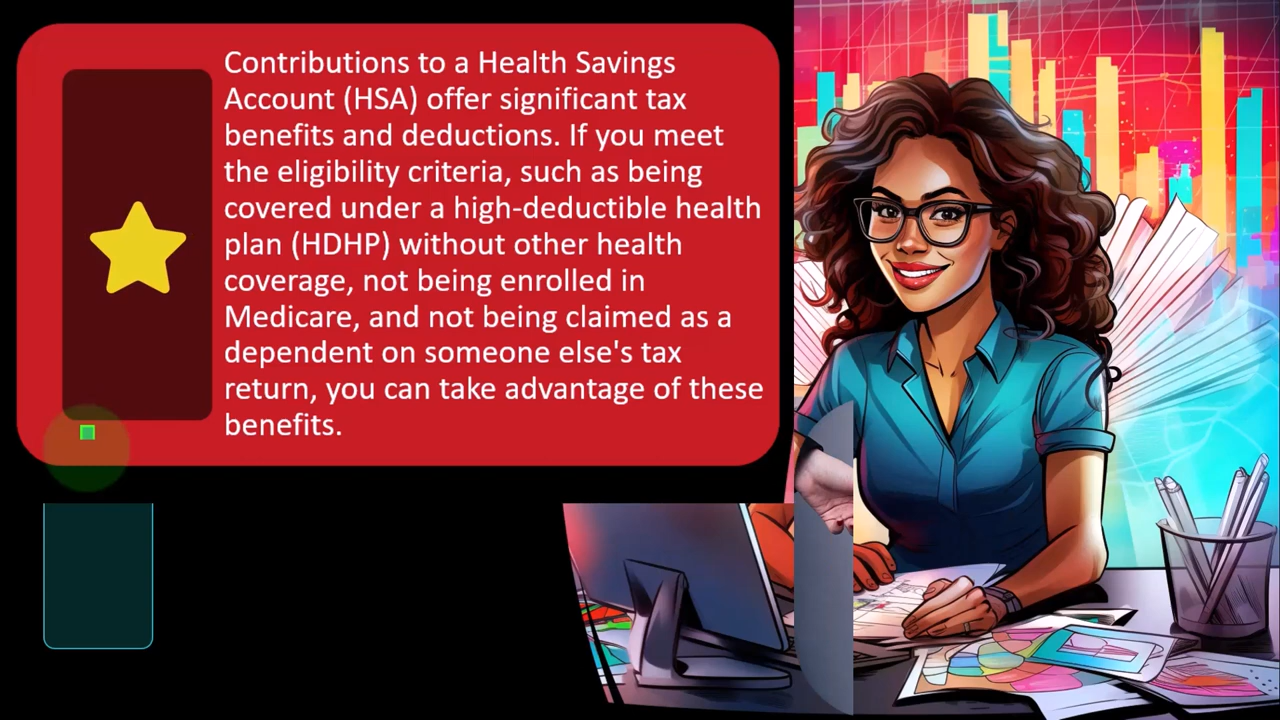 Contributions to a Health Savings
Account (HSA) offer significant tax
benefits and deductions. If you meet
the eligibility criteria, such as being
covered under a high-deductible health
plan (HDHP) without other health
coverage, not being enrolled in
Medicare, and not being claimed as a
dependent on someone else's tax
return, you can take advantage of these
benefits.